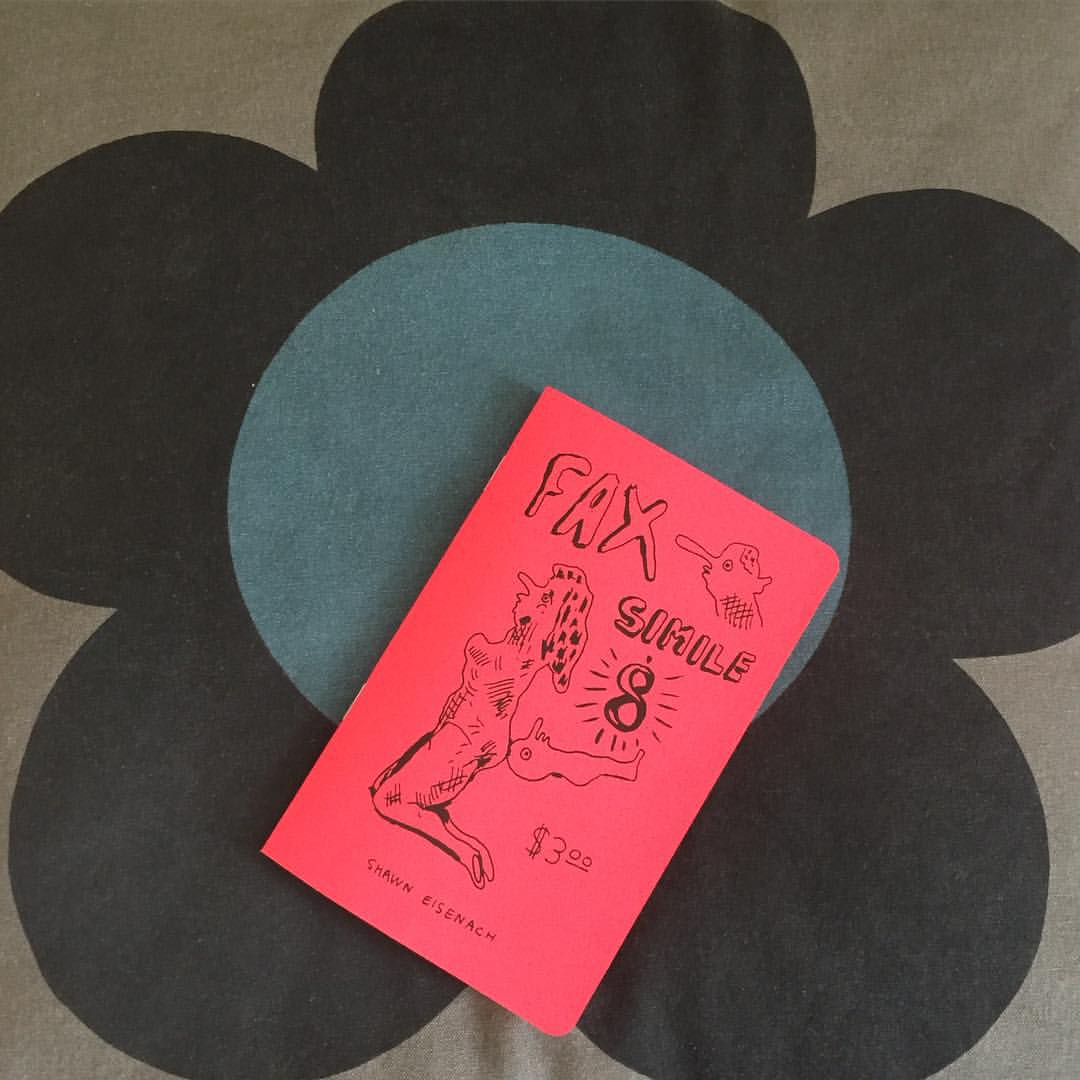 FAX
SIMILE
8
$3.00
SHAWN EISENACH